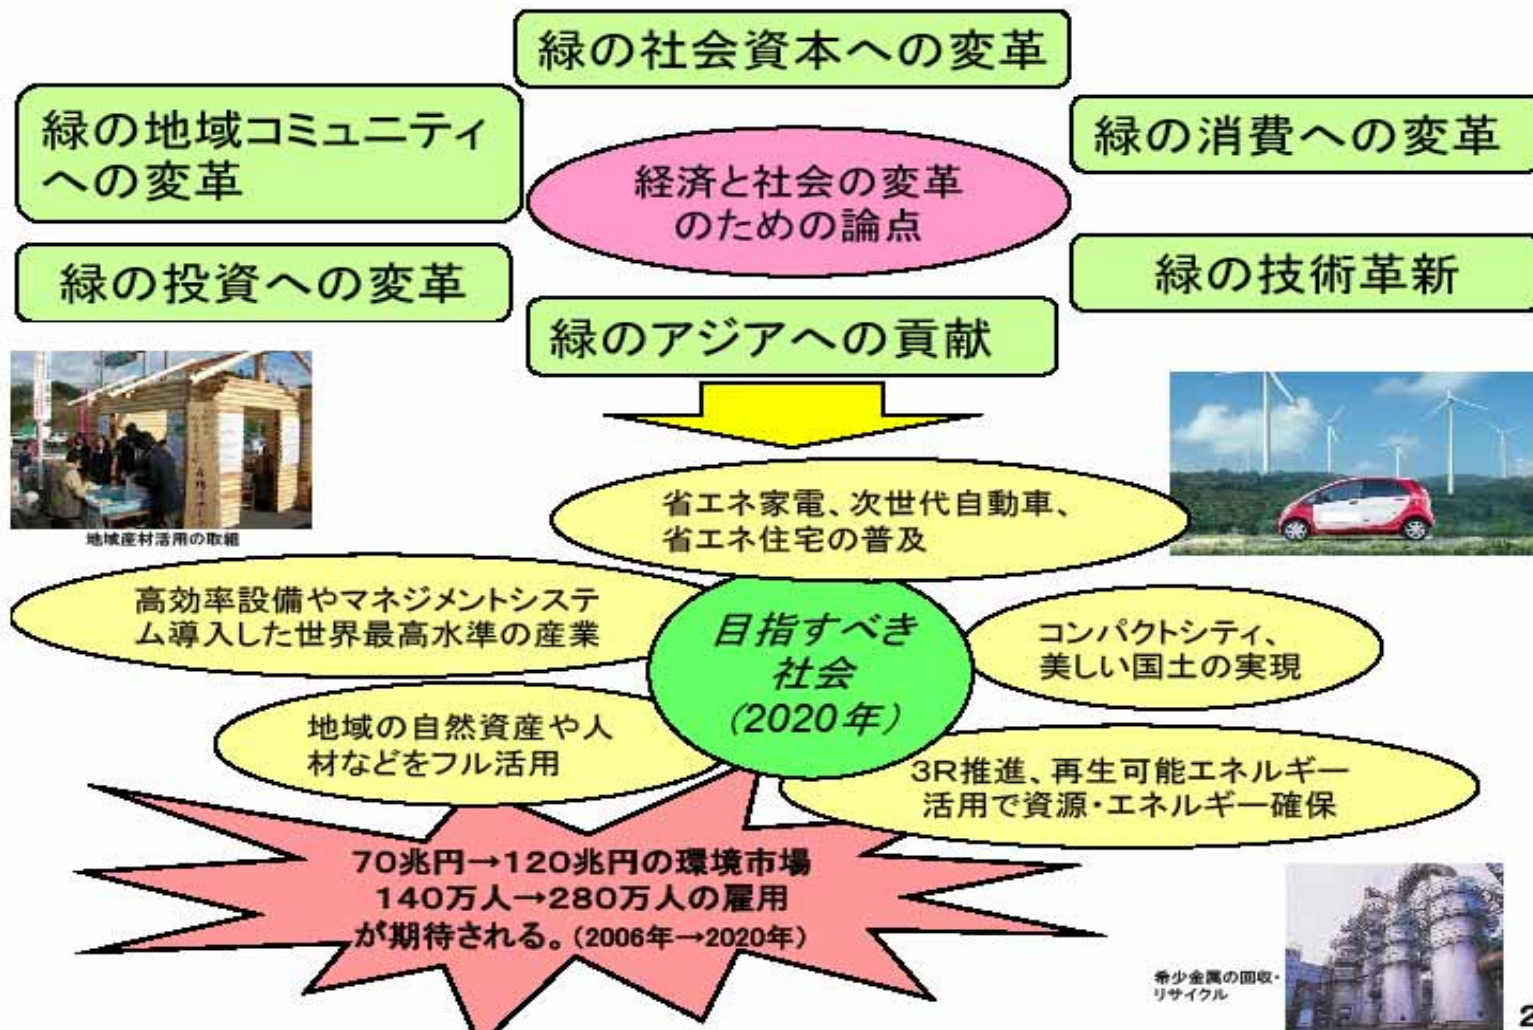 緑の社会資本への変革
緑の地域コミュニティ
への変革
緑の消費への変革
経済と社会の変革
のための論点
緑の投資への変革
緑の技術革新
緑のアジアへの貢献
地域産材活用の取組
省エネ家電、次世代自動車、
省エネ住宅の普及
高効率設備やマネジメントシステ
ム導入した世界最高水準の産業
目指すべき
社会
(2020年)
コンパクトシティ、
美しい国土の実現
地域の自然資産や人
材などをフル活用
3R推進、再生可能エネルギー
活用で資源・エネルギー確保
70兆円→120兆円の環境市場
140万人→280万人の雇用
が期待される。(2006年→2020年)
希少金属の回収・
リサイクル
2